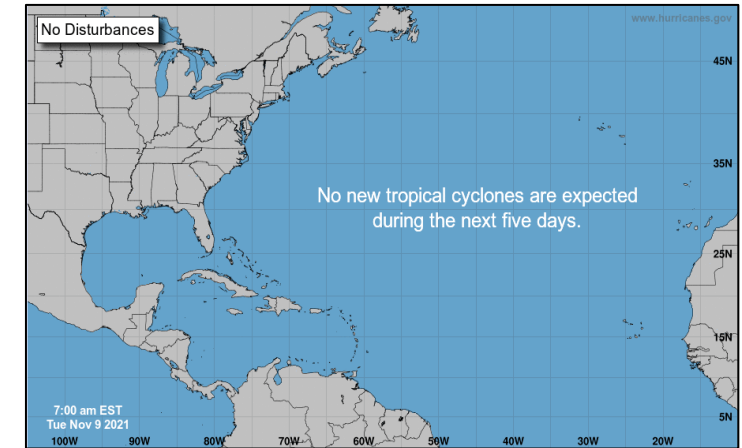 www.hurricanes.gov
No Disturbances
45N
35N
No new tropical cyclones are expected
during the next five days.
25N
15N
7:00 am EST
Tue Nov 9 2021
5N
100W 90W 80W 70W 60W 50W 40W 30W 20W